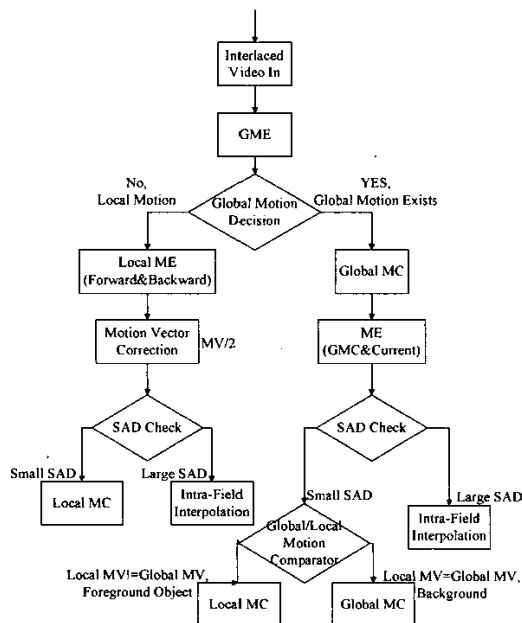 Interlaced
Video In
GME
No,
Local Motion
Global Motion
Decision
YES,
Global Motion Exists
Local ME
(Forward&Backward)
Global MC
Motion Vector
Correction
MV/2
ME
(GMC&Current)
SAD Check
SAD Check
Small SAD
Large SAD
Local MC
Intra-Field
Interpolation
Small SAD
Large SAD
Global/Local
Motion
Comparator
Intra-Field
Interpolation
Local MV!=Global MV,
Foreground Object
Local MV=Global MV,
Background
Local MC
Global MC